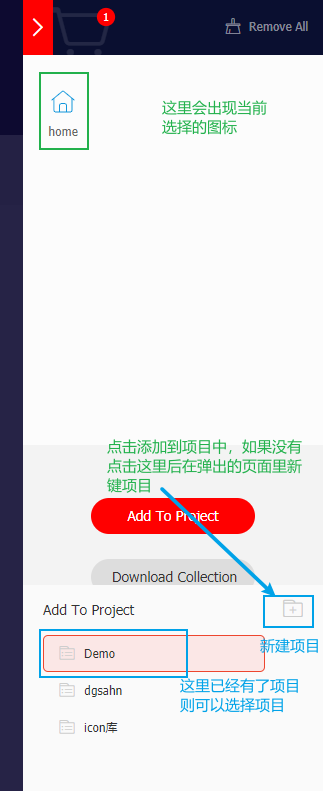 1
Remove All
home
这里会出现当前
选择的图标
点击添加到项目中，如果没有
点击这里后在弹出的页面里新
键项目
Add To Project
Download Collection
Add To Project
新建项目
Demo
这里已经有了项目
则可以选择项目
dgsahn
icon库